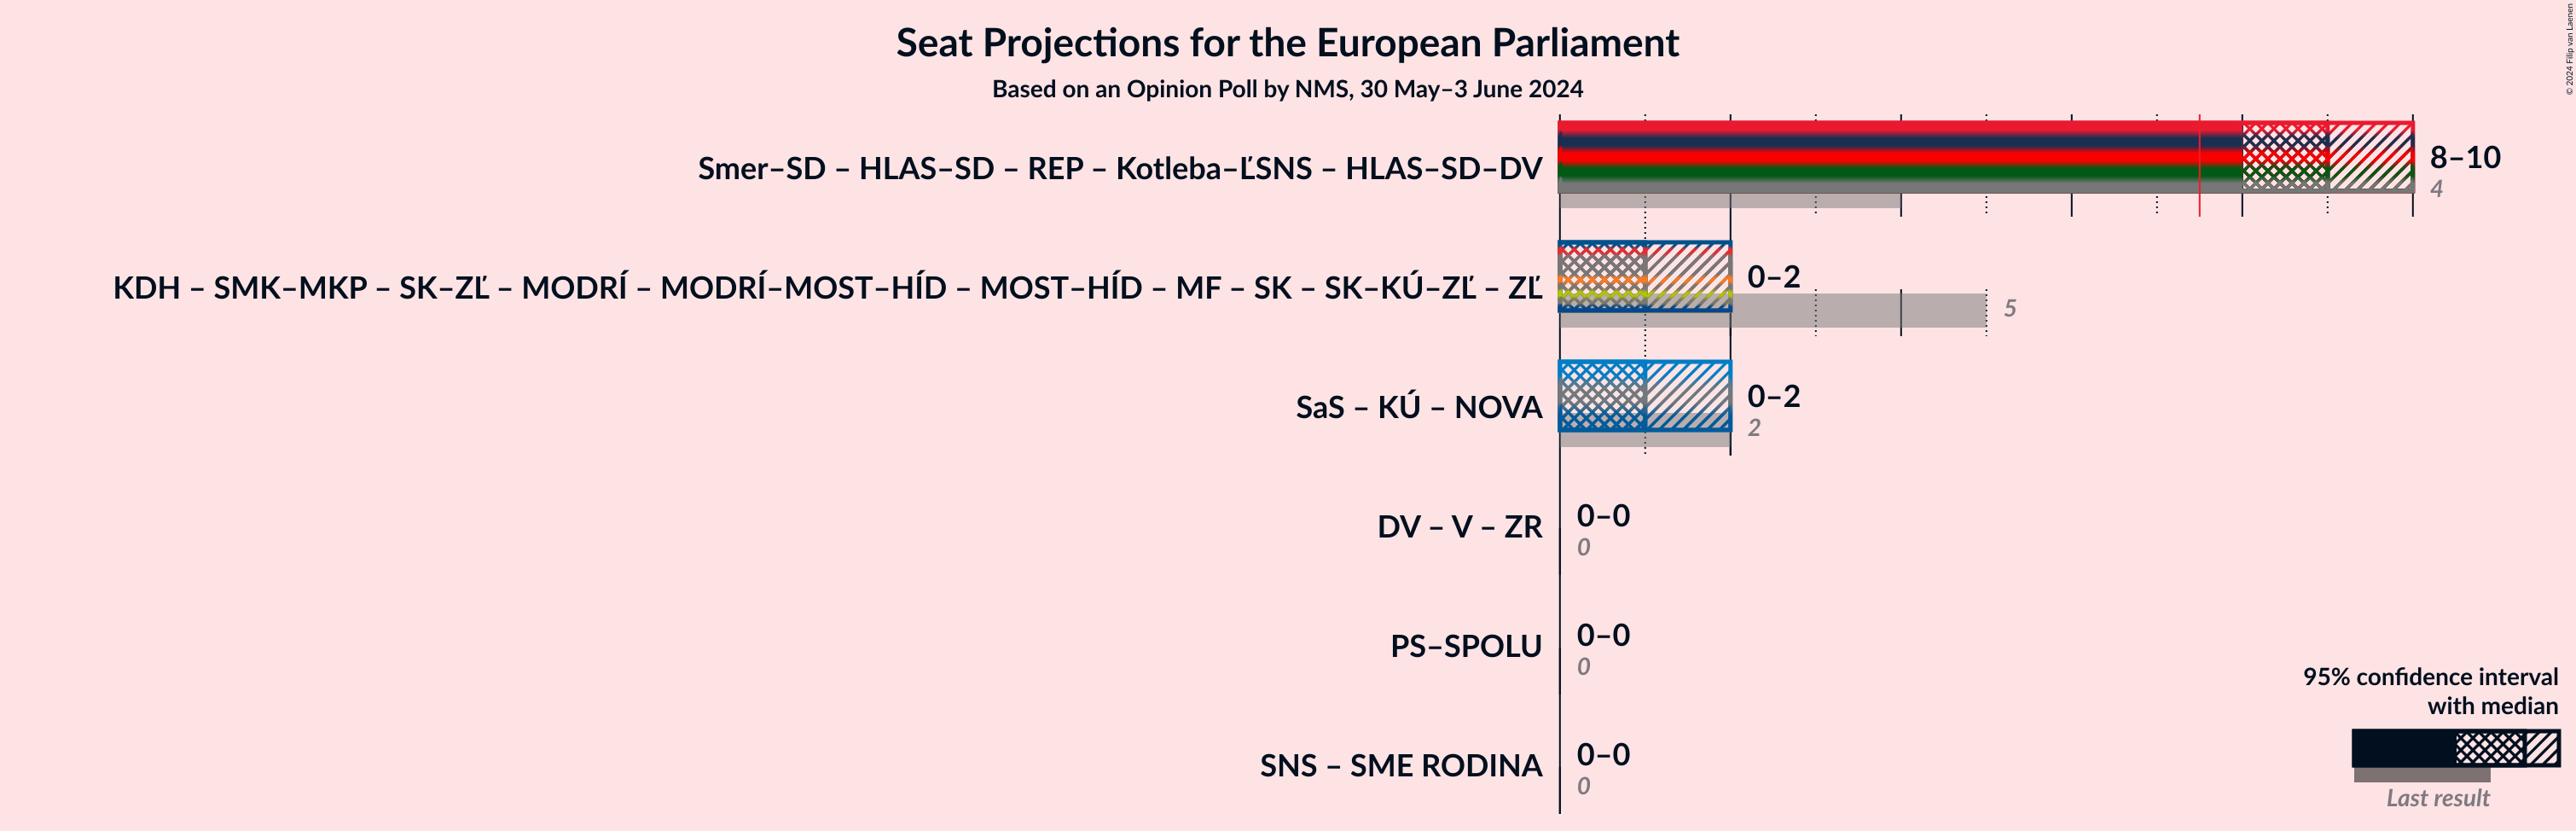 Seat Projections for the European Parliament
Based on an Opinion Poll by NMS, 30 May–3 June 2024
© 2024 Filip van Laenen
Smer–SD – HLAS–SD – REP – Kotleba–ĽSNS – HLAS–SD–DV
8–10
4
KDH – SMK–MKP – SK–ZĽ – MODRÍ – MODRÍ–MOST–HÍD – MOST–HÍD – MF – SK – SK–KÚ–ZĽ – ZĽ
0–2
5
SaS – KÚ – NOVA
0–2
2
DV – V – ZR
0–0
0
PS–SPOLU
0–0
0
SNS – SME RODINA
0–0
0
95% confidence interval
with median
Last result